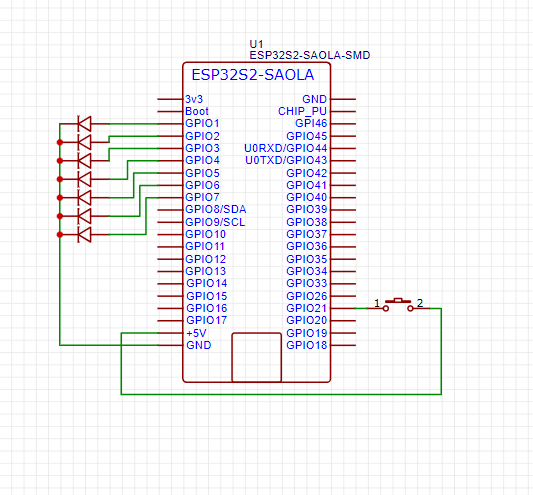 U1
ESP32S2-SAOLA-SMD
ESP32S2-SAOLA
3v3
GND
Boot
CHIP_PU
GPIO1
GPI46
GPIO2
GPIO45
GPIO3
U0RXD/GPIO44
GPIO4
U0TXD/GPIO43
GPIO5
GPIO42
GPIO6
GPIO41
GPIO7
GPIO40
GPIO8/SDA
GPIO39
GPIO9/SCL
GPIO38
GPIO10
GPIO37
GPIO11
GPIO36
GPIO12
GPIO35
GPIO13
GPIO34
GPIO14
GPIO33
GPIO15
GPIO26
GPIO16
GPIO21
1
2
GPIO17
GPIO20
+5V
GPIO19
GND
GPIO18